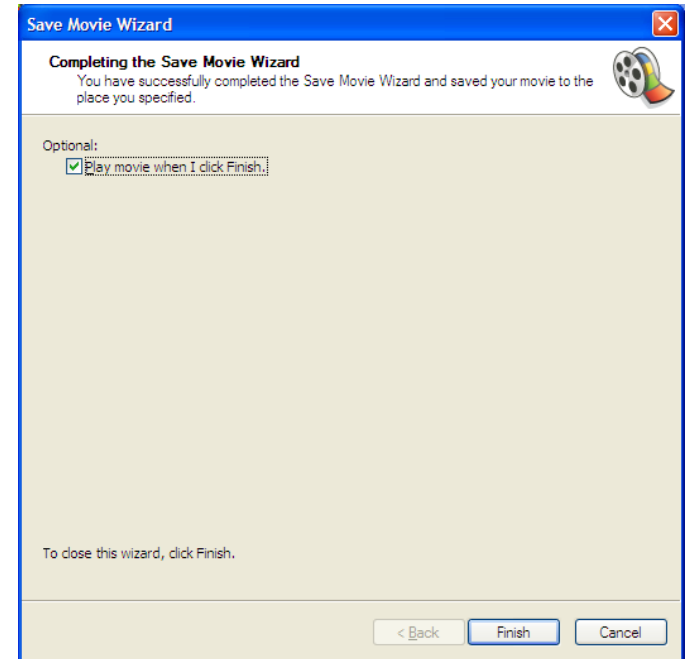 Save Movie Wizard
Completing the Save Movie Wizard
You have successfully completed the Save Movie Wizard and saved your movie to the
place you specified.
Optional:
Play movie when I click Finish.
To close this wizard, click Finish.
< Back Finish Cancel